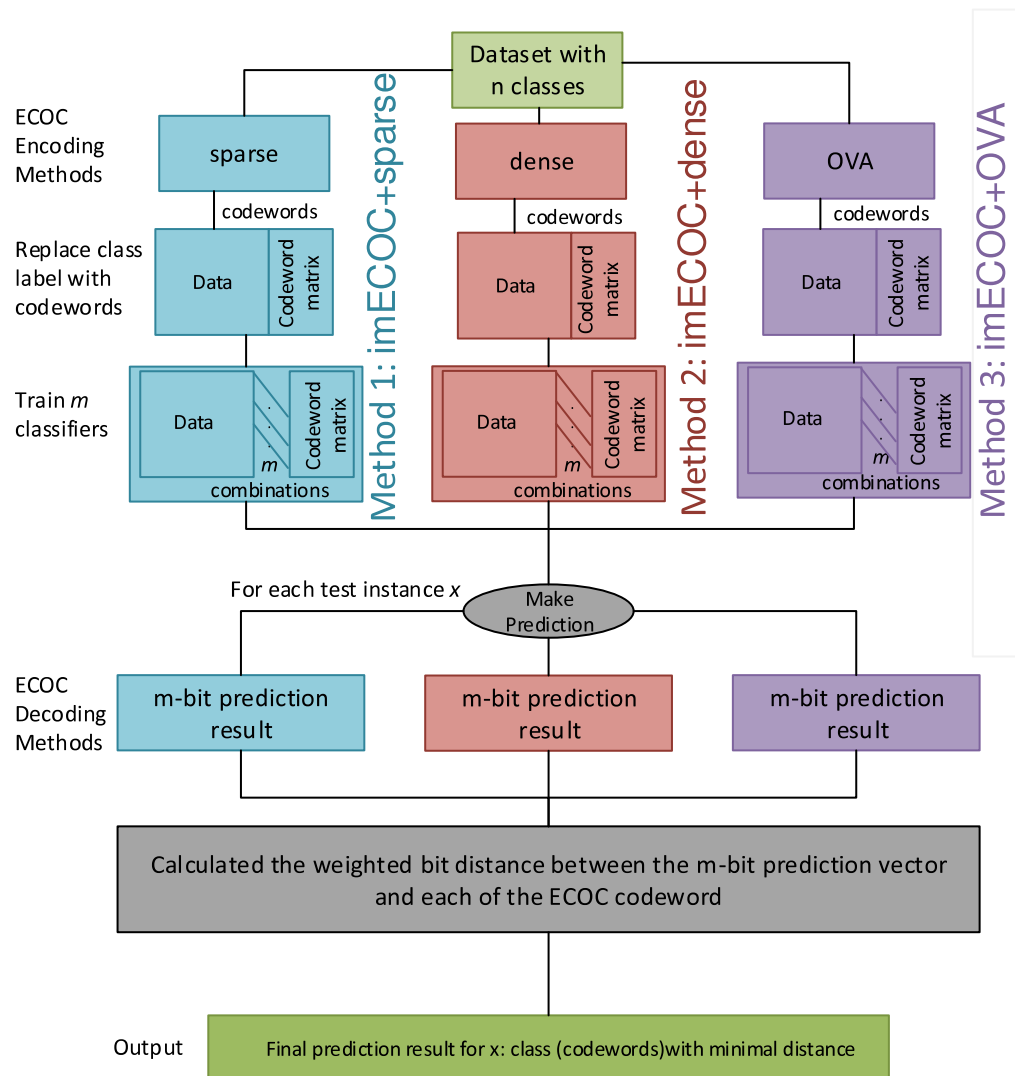 Dataset with
n classes
ECOC
Encoding
Methods
sparse
dense
OVA
codewords
codewords
codewords
Replace class
label with
codewords
Data
Codeword
matrix
Data
Codeword
matrix
Data
Codeword
matrix
Train m
classifiers
Data
m
Codeword
matrix
combinations
Data
m
Codeword
matrix
combinations
Data
m
Codeword
matrix
combinations
Method 1: imECOC+sparse
Method 2: imECOC+dense
Method 3: imECOC+OVA
For each test instance x
Make
Prediction
ECOC
Decoding
Methods
m-bit prediction
result
m-bit prediction
result
m-bit prediction
result
Calculated the weighted bit distance between the m-bit prediction vector
and each of the ECOC codeword
Output
Final prediction result for x: class (codewords)with minimal distance